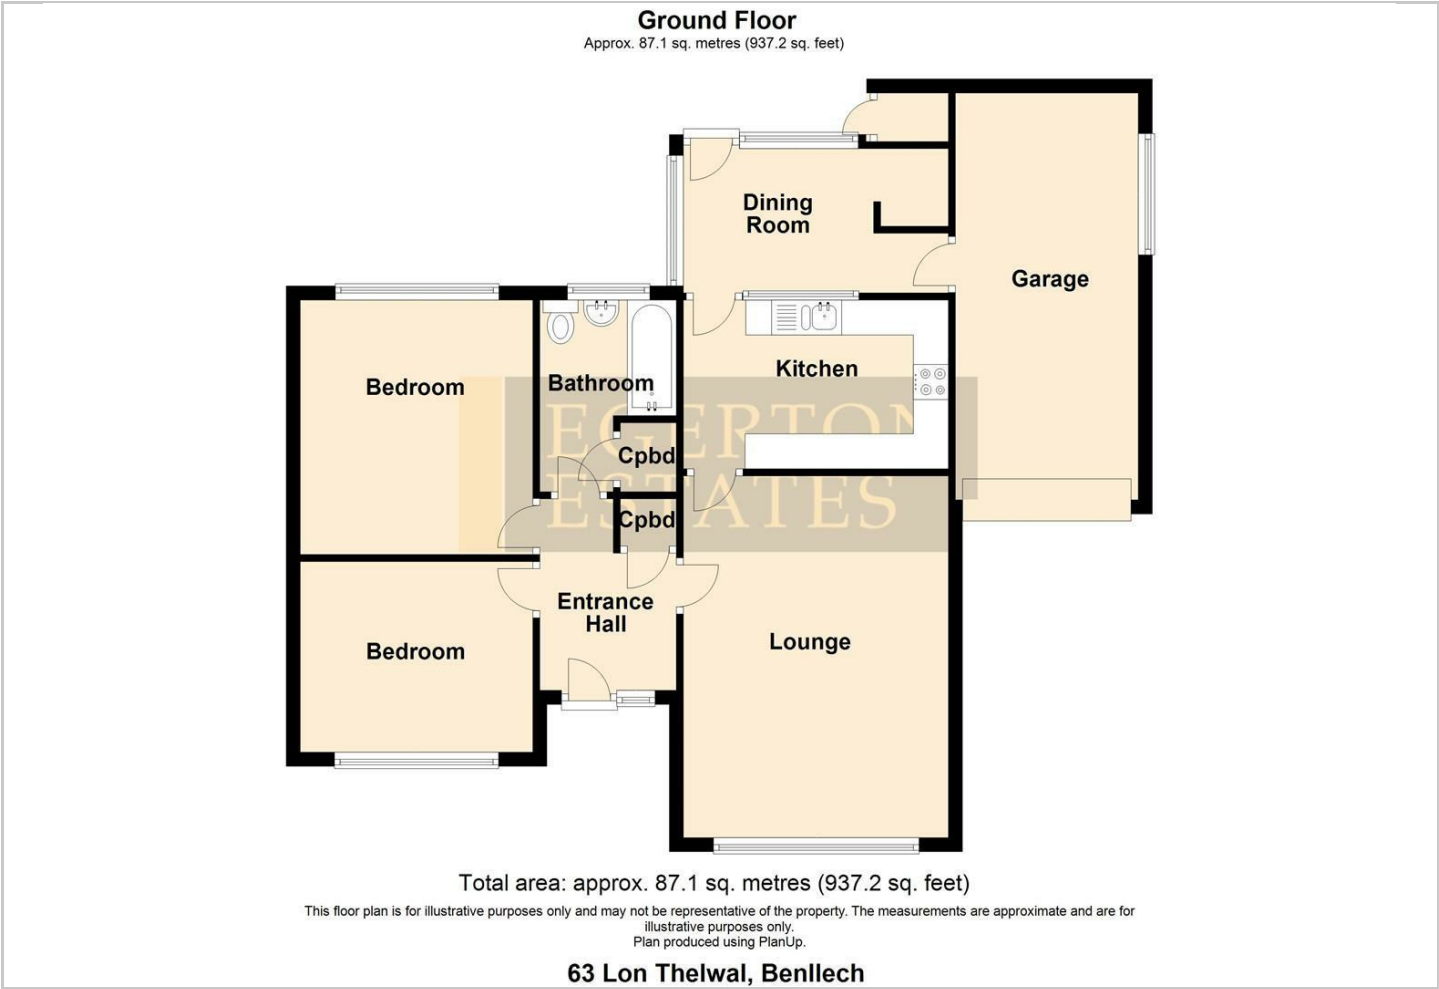 Ground Floor
Approx. 87.1 sq. metres (937.2 sq. feet)
Dining
Room
Garage
Kitchen
Bedroom
Bathroom
EGERTON
ESTATES
Cpbd
Cpbd
Entrance
Hall
Lounge
Bedroom
Total area: approx. 87.1 sq. metres (937.2 sq. feet)
This floor plan is for illustrative purposes only and may not be representative of the property. The measurements are approximate and are for
illustrative purposes only.
Plan produced using PlanUp.
63 Lon Thelwal, Benllech